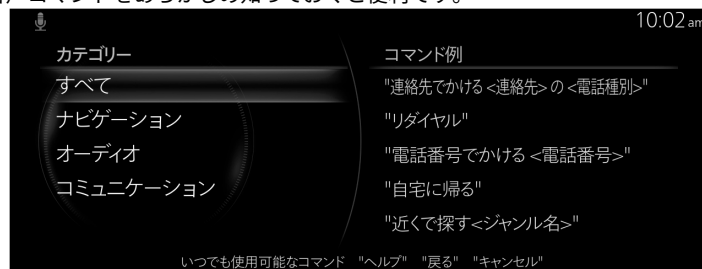 コマンドをあらかじめ知っておくと便利です。
10:02 am
カテゴリー
すべて
ナビゲーション
オーディオ
コミュニケーション
コマンド例
"連絡先でかける <連絡先> の <電話種別>"
"リダイヤル"
"電話番号でかける <電話番号>"
"自宅に帰る"
"近くで探す<ジャンル名>"
いつでも使用可能なコマンド "ヘルプ" "戻る" "キャンセル"